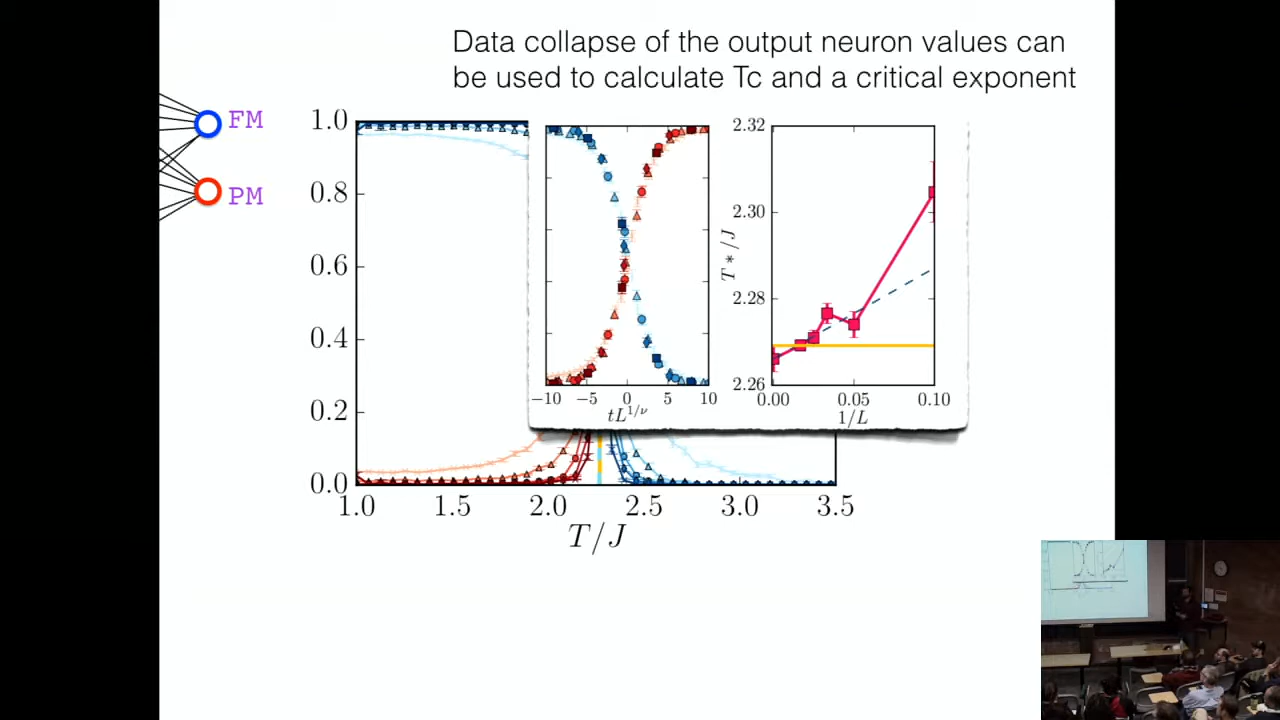 Data collapse of the output neuron values can
be used to calculate Tc and a critical exponent
FM
PM
1.0
0.8
0.6
0.4
0.2
0.0
1.0 1.5 2.0 2.5 3.0 3.5
T/J
−10 −5 0 5 10
tL^{1/ν}
2.32
2.30
2.28
2.26
T∗/J
0.00 0.05 0.10
1/L